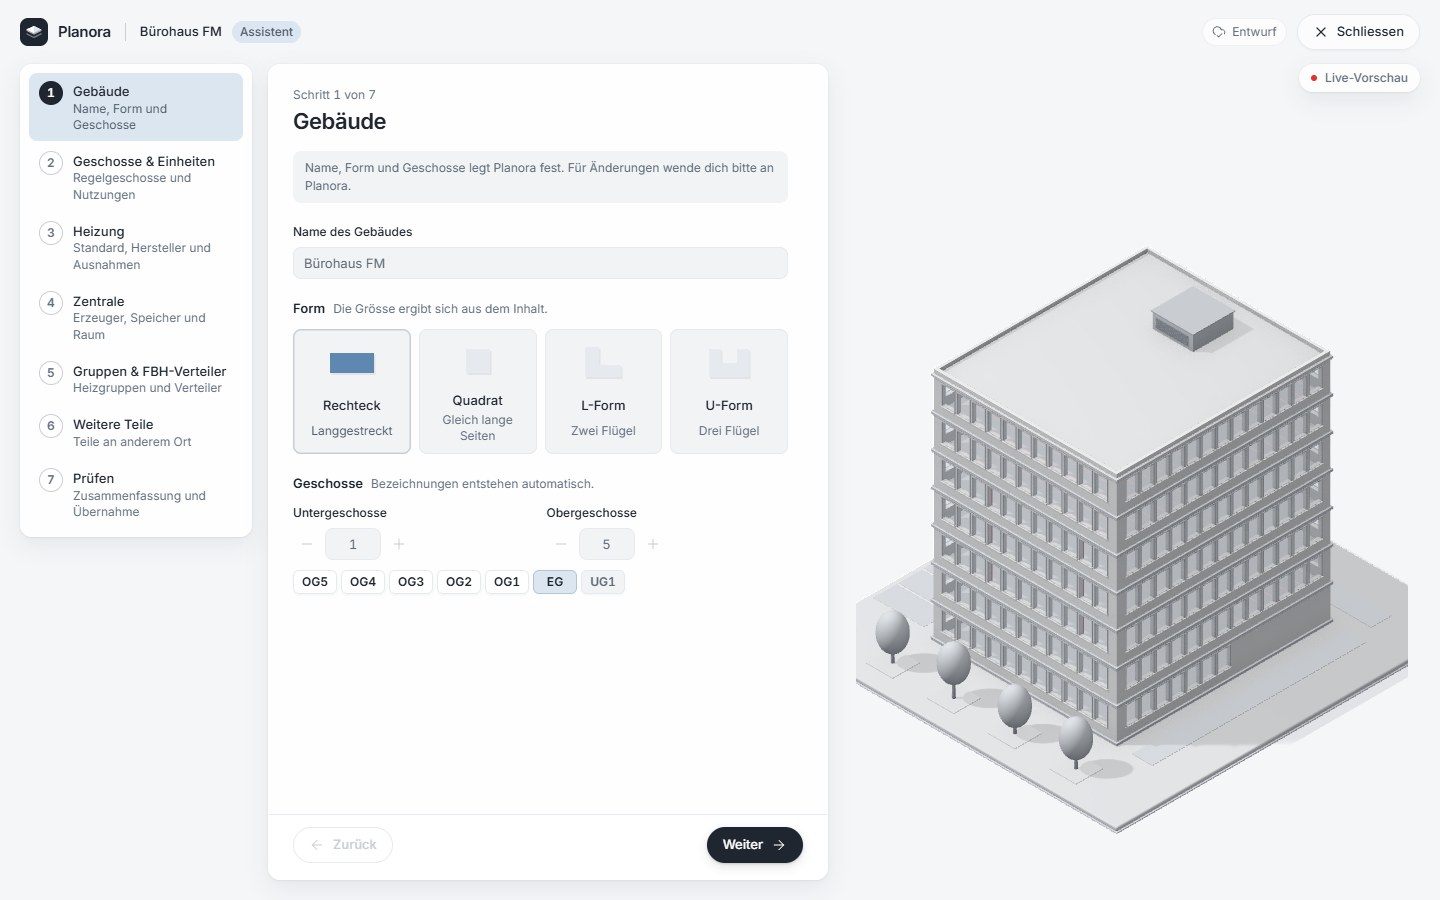 Planora
Bürohaus FM
Assistent
Entwurf
Schliessen
1
Gebäude
Name, Form und
Geschosse
2
Geschosse & Einheiten
Regelgeschosse und
Nutzungen
3
Heizung
Standard, Hersteller und
Ausnahmen
4
Zentrale
Erzeuger, Speicher und
Raum
5
Gruppen & FBH-Verteiler
Heizgruppen und Verteiler
6
Weitere Teile
Teile an anderem Ort
7
Prüfen
Zusammenfassung und
Übernahme
Schritt 1 von 7
Gebäude
Name, Form und Geschosse legt Planora fest. Für Änderungen wende dich bitte an
Planora.
Name des Gebäudes
Bürohaus FM
Form Die Grösse ergibt sich aus dem Inhalt.
Rechteck
Langgestreckt
Quadrat
Gleich lange
Seiten
L-Form
Zwei Flügel
U-Form
Drei Flügel
Geschosse Bezeichnungen entstehen automatisch.
Untergeschosse
1
Obergeschosse
5
OG5 OG4 OG3 OG2 OG1 EG UG1
Zurück
Weiter
Live-Vorschau